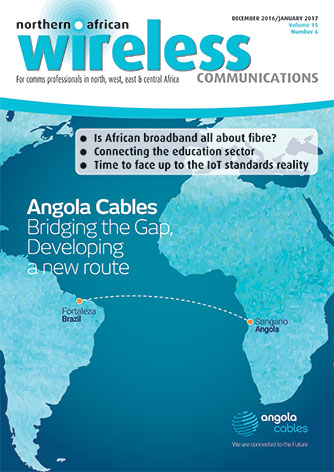 northern african
wireless
COMMUNICATIONS
DECEMBER 2016/JANUARY 2017
Volume 15
Number 4
For comms professionals in north, west, east & central Africa
● Is African broadband all about fibre?
● Connecting the education sector
● Time to face up to the IoT standards reality
Angola Cables
Bridging the Gap,
Developing
a new route
Fortaleza
Brazil
Sangano
Angola
angola
cables
We are connected to the Future